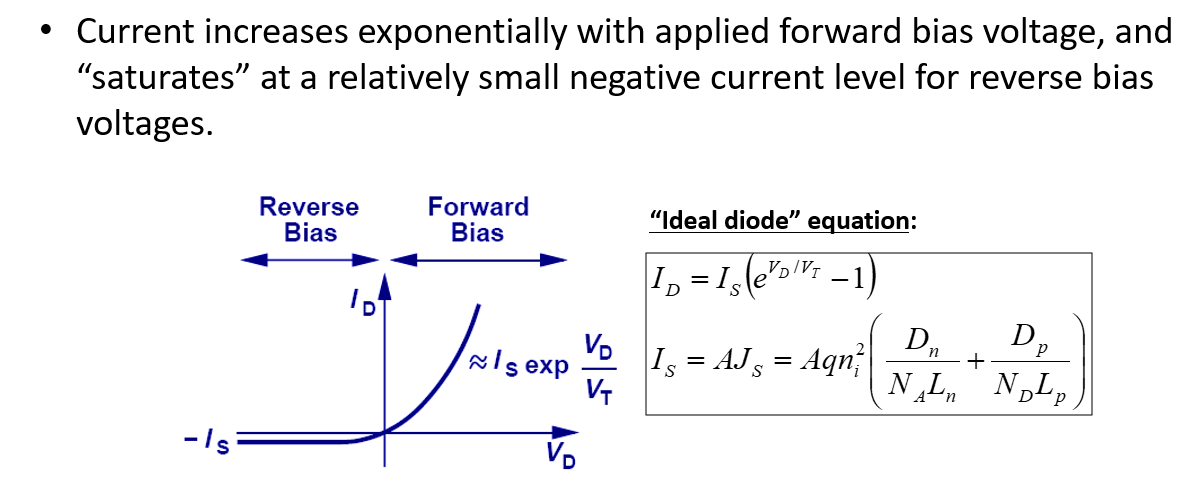 • Current increases exponentially with applied forward bias voltage, and
“saturates” at a relatively small negative current level for reverse bias
voltages.
Reverse
Bias
Forward
Bias
I_D
≈ I_S exp V_D / V_T
– I_S
V_D
“Ideal diode” equation:
I_D = I_S (e^{V_D / V_T} – 1)
I_S = AJ_S = Aqn_i^2 ( D_n / N_A L_n + D_p / N_D L_p )